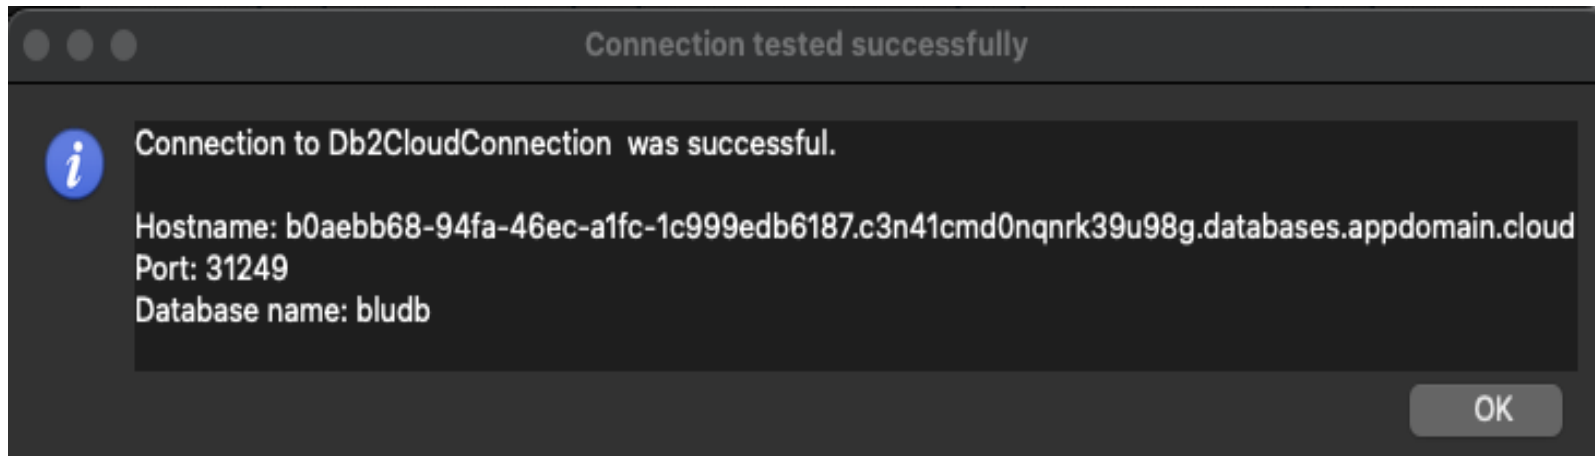 Connection tested successfully
Connection to Db2CloudConnection  was successful.
Hostname: b0aebb68-94fa-46ec-a1fc-1c999edb6187.c3n41cmd0nqnrk39u98g.databases.appdomain.cloud
Port: 31249
Database name: bludb
OK